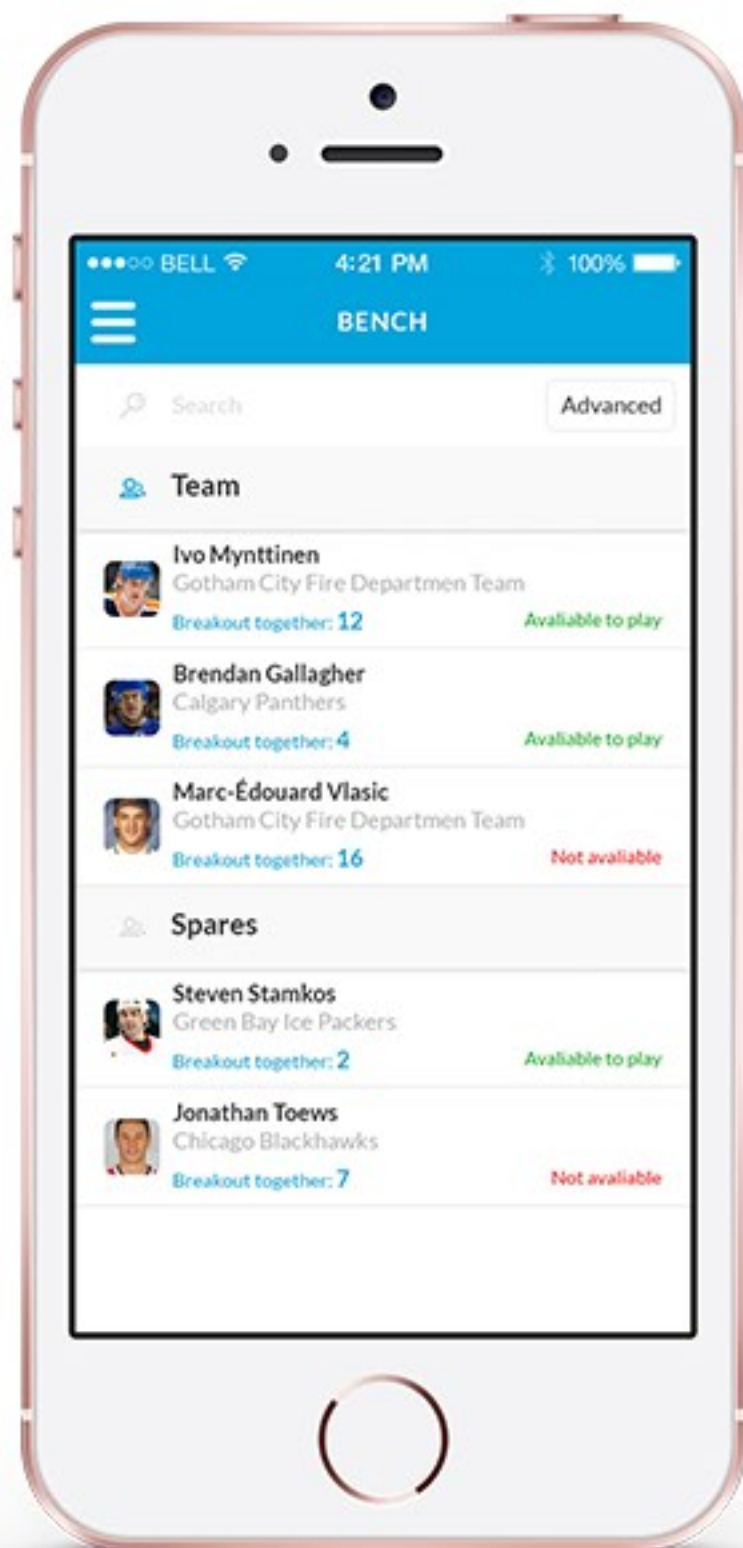 BELL 4:21 PM 100%
BENCH
Search Advanced
Team
Ivo Mynttinen
Gotham City Fire Departmen Team
Breakout together: 12 Avaliable to play
Brendan Gallagher
Calgary Panthers
Breakout together: 4 Avaliable to play
Marc-Édouard Vlasic
Gotham City Fire Departmen Team
Breakout together: 16 Not avaliable
Spares
Steven Stamkos
Green Bay Ice Packers
Breakout together: 2 Avaliable to play
Jonathan Toews
Chicago Blackhawks
Breakout together: 7 Not avaliable